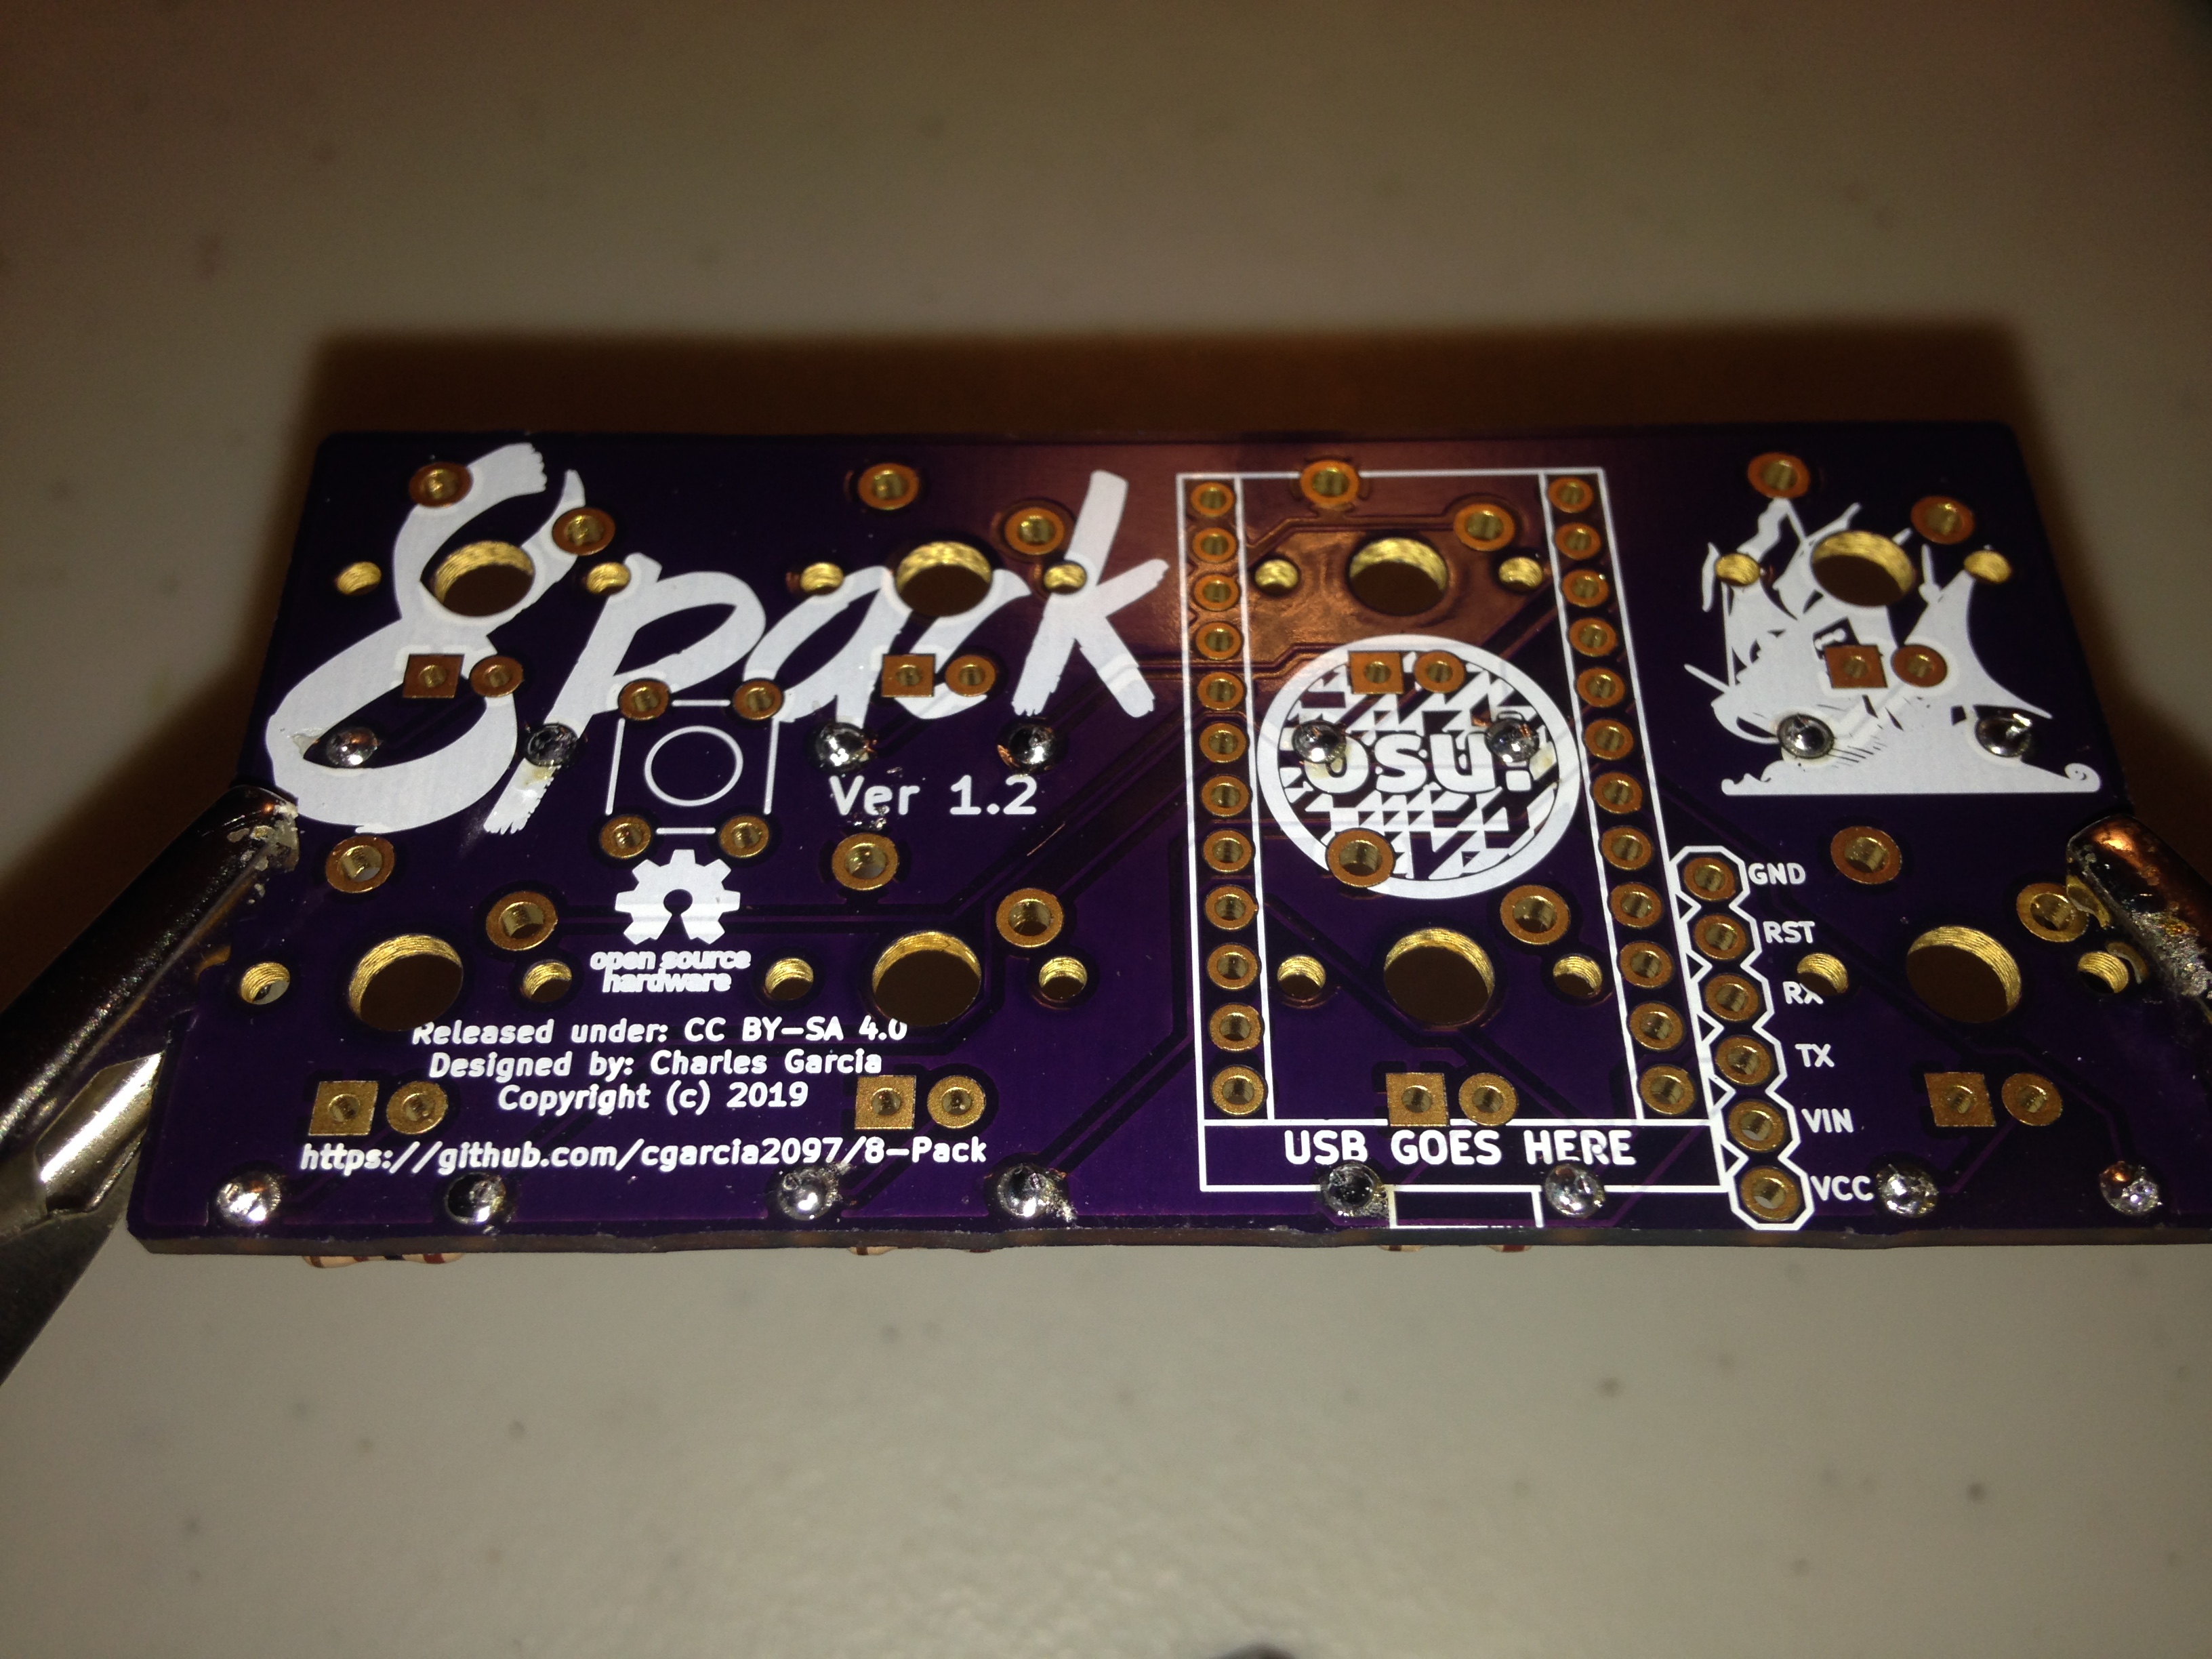 8pack
Ver 1.2
osu!
open source
hardware
Released under: CC BY-SA 4.0
Designed by: Charles Garcia
Copyright (c) 2019
https://github.com/cgarcia2097/8-Pack
USB GOES HERE
GND
RST
RX
TX
VIN
VCC